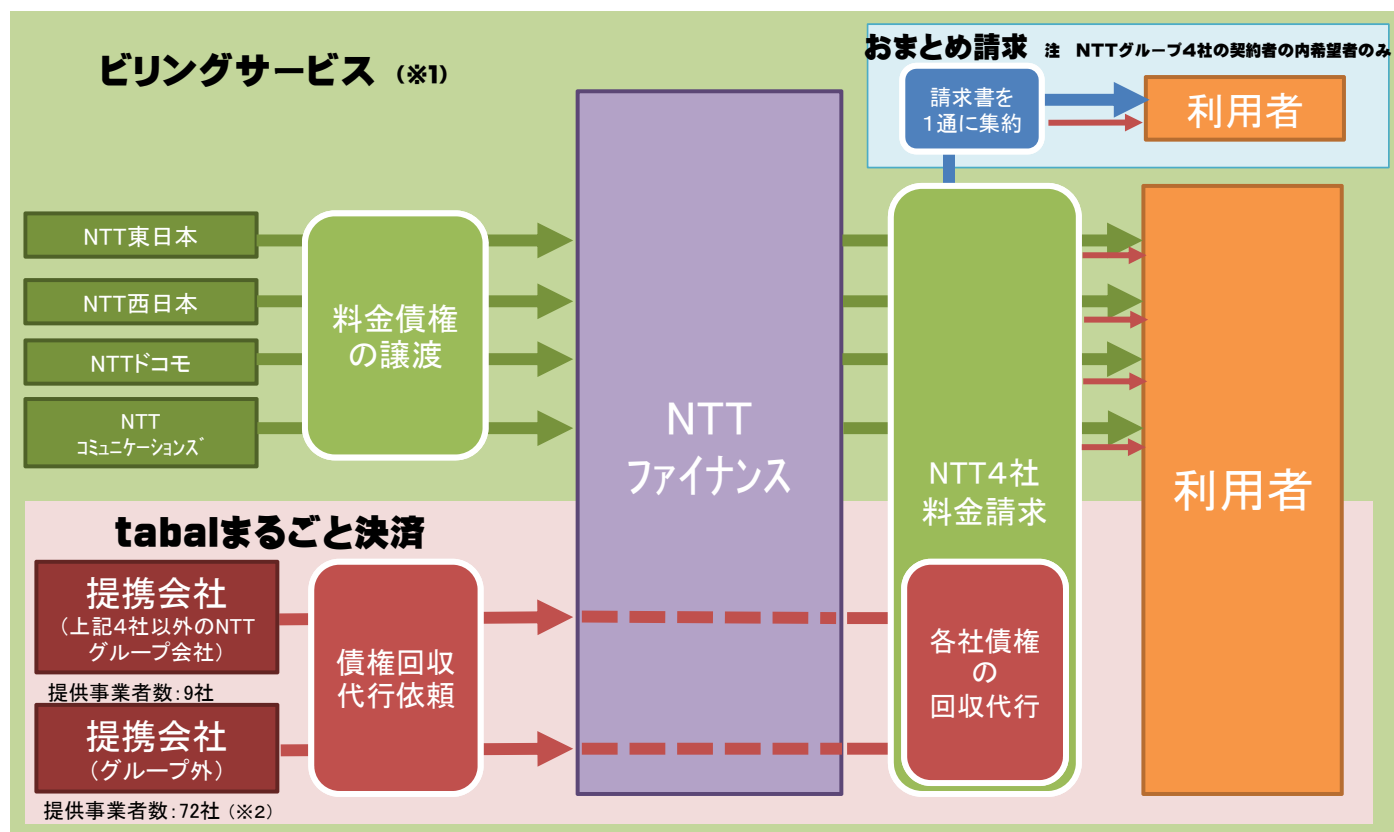 ビリングサービス (※1)
おまとめ請求 注 NTTグループ4社の契約者の内希望者のみ
請求書を
1通に集約
利用者
NTT東日本
NTT西日本
NTTドコモ
NTT
コミュニケーションズ
料金債権
の譲渡
NTT
ファイナンス
NTT4社
料金請求
利用者
tabalまるごと決済
提携会社
(上記4社以外のNTT
グループ会社)
提供事業者数:9社
提携会社
(グループ外)
提供事業者数:72社 (※2)
債権回収
代行依頼
各社債権
の
回収代行